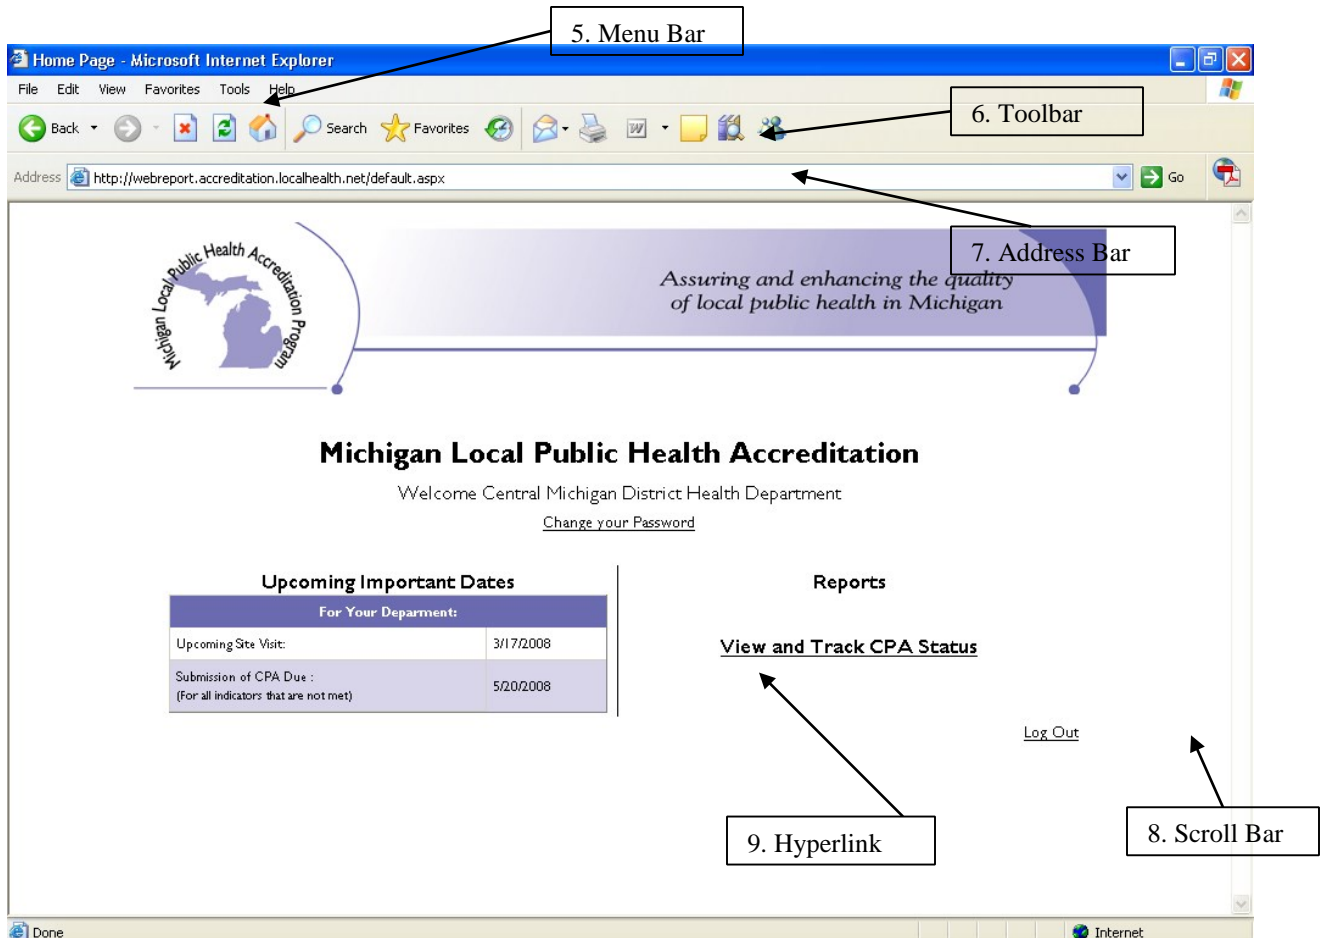 5. Menu Bar
Home Page - Microsoft Internet Explorer
File Edit View Favorites Tools Help
6. Toolbar
Back Search Favorites
Address http://webreport.accreditation.localhealth.net/default.aspx Go
7. Address Bar
Michigan Local Public Health Accreditation Program
Assuring and enhancing the quality
of local public health in Michigan
Michigan Local Public Health Accreditation
Welcome Central Michigan District Health Department
Change your Password
Upcoming Important Dates
For Your Deparment:
Upcoming Site Visit: 3/17/2008
Submission of CPA Due :
(For all indicators that are not met) 5/20/2008
Reports
View and Track CPA Status
Log Out
9. Hyperlink
8. Scroll Bar
Done Internet